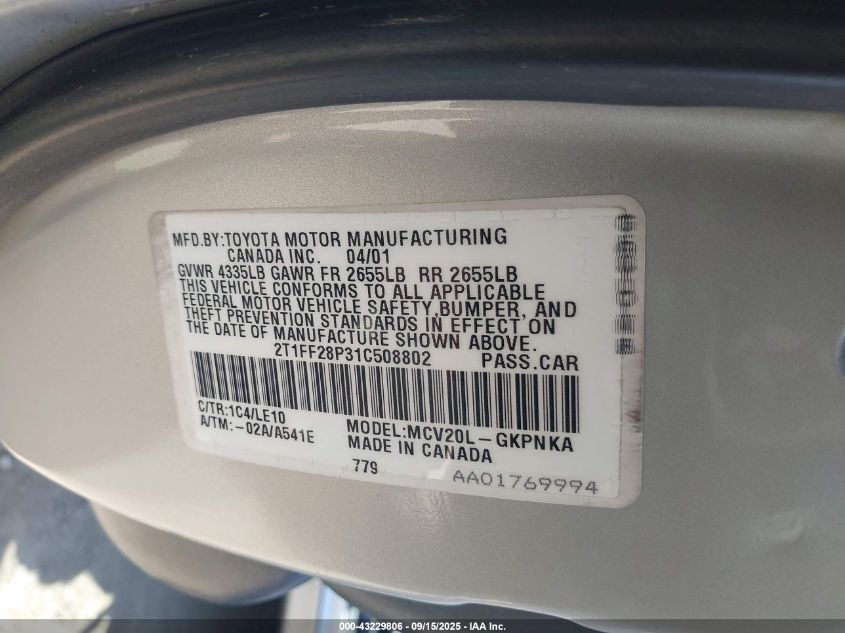 MFD.BY:TOYOTA MOTOR MANUFACTURING
CANADA INC. 04/01
GVWR 4335LB GAWR FR 2655LB RR 2655LB
THIS VEHICLE CONFORMS TO ALL APPLICABLE
FEDERAL MOTOR VEHICLE SAFETY,BUMPER, AND
THEFT PREVENTION STANDARDS IN EFFECT ON
THE DATE OF MANUFACTURE SHOWN ABOVE.
2T1FF28P31C508802 PASS.CAR
C/TR:1C4/LE10
A/TM:-02A/A541E
MODEL:MCV20L-GKPNKA
MADE IN CANADA
779
AA01769994
000-43229806 - 09/15/2025 - IAA Inc.